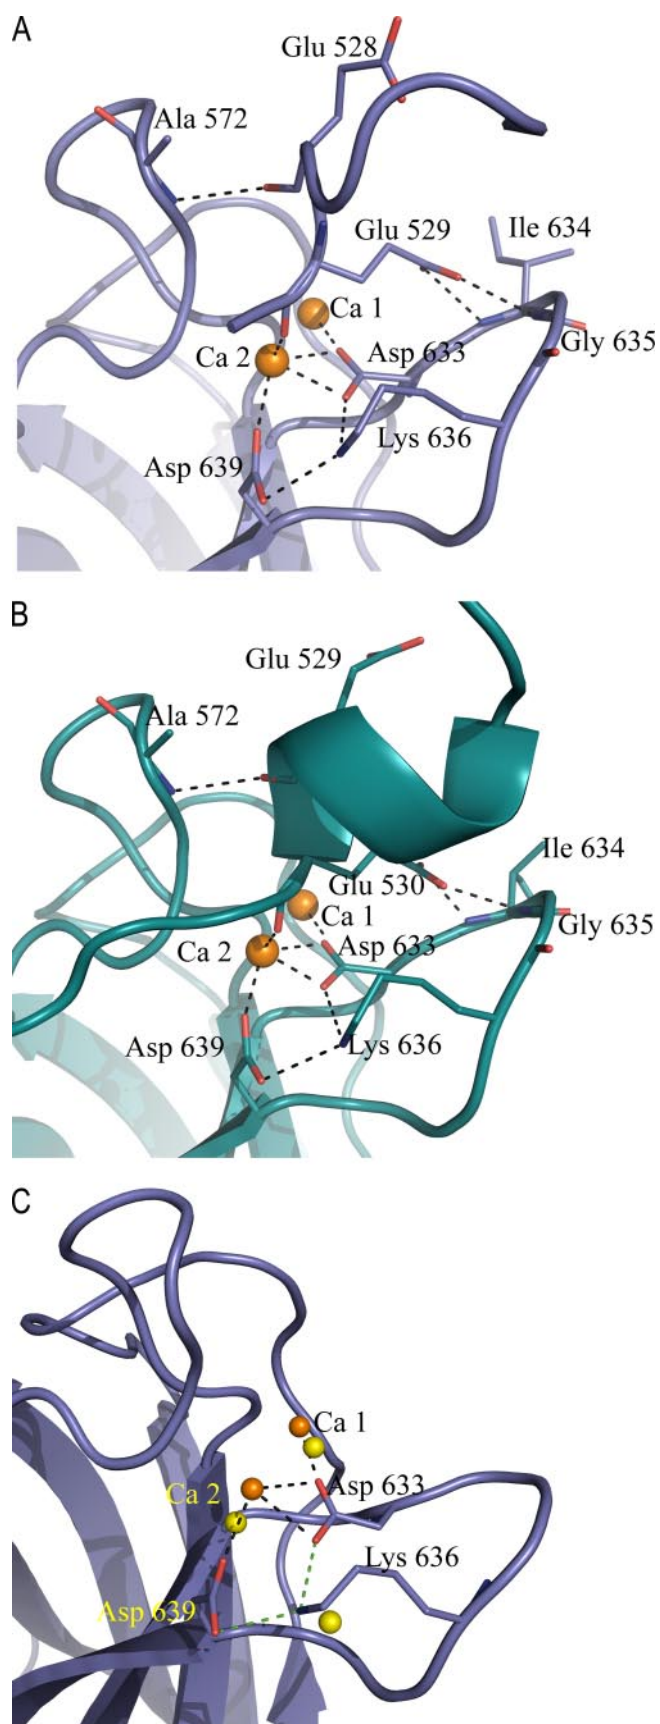 A
Glu 528
Ala 572
Glu 529
Ile 634
Ca 1
Gly 635
Ca 2
Asp 633
Lys 636
Asp 639
B
Glu 529
Ala 572
Ile 634
Glu 530
Ca 1
Gly 635
Ca 2
Asp 633
Asp 639
Lys 636
C
Ca 1
Ca 2
Asp 633
Lys 636
Asp 639